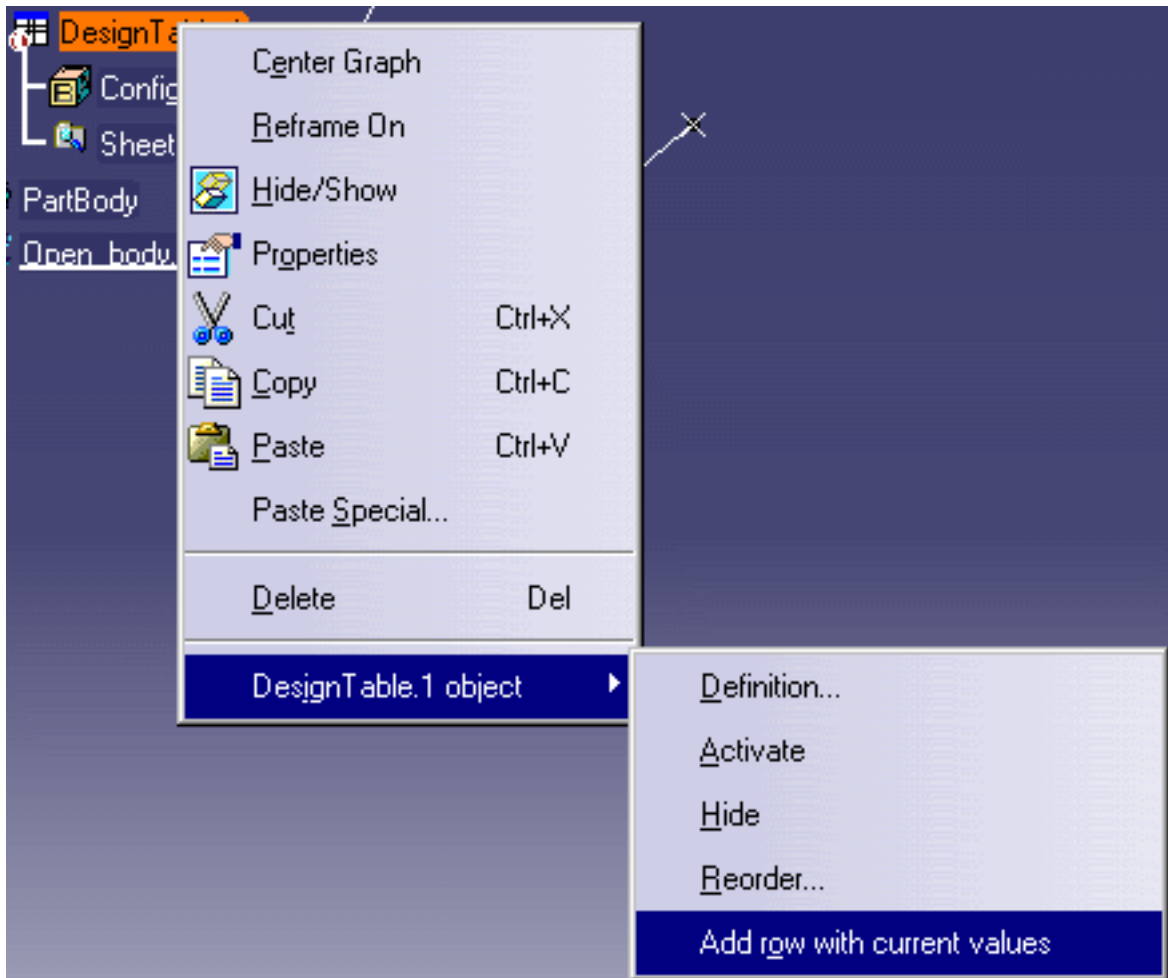 DesignTa
Config
Sheet
PartBody
Open_body.
Center Graph
Reframe On
Hide/Show
Properties
Cut Ctrl+X
Copy Ctrl+C
Paste Ctrl+V
Paste Special...
Delete Del
DesignTable.1 object
Definition...
Activate
Hide
Reorder...
Add row with current values